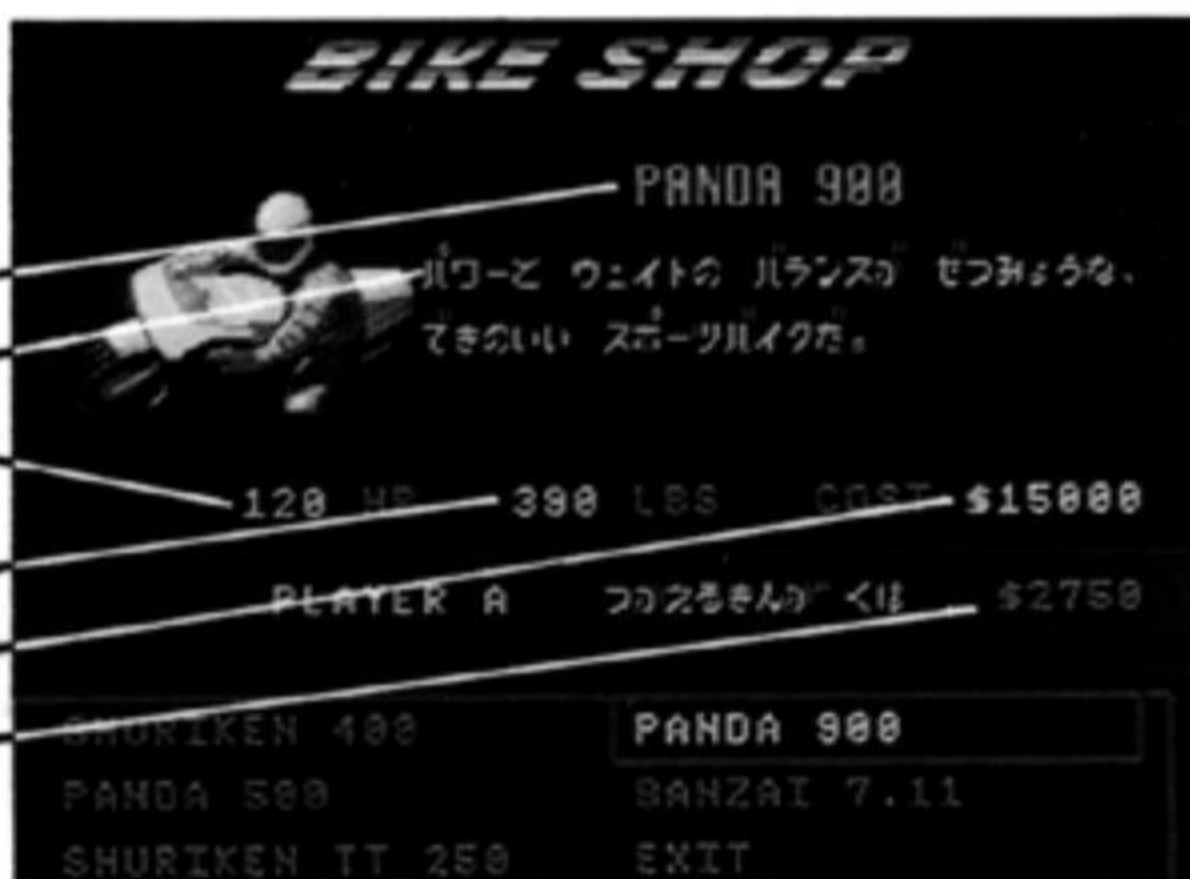 BIKE SHOP
PANDA 900
パワーと ウェイトの バランスが ぜつみょうな、
できのいい スポーツバイクだ。
120 HP 390 LBS COST $15000
PLAYER A つかえるきんがくは $2750
SHURIKEN 400 PANDA 900
PANDA 500 BANZAI 7.11
SHURIKEN TT 250 EXIT